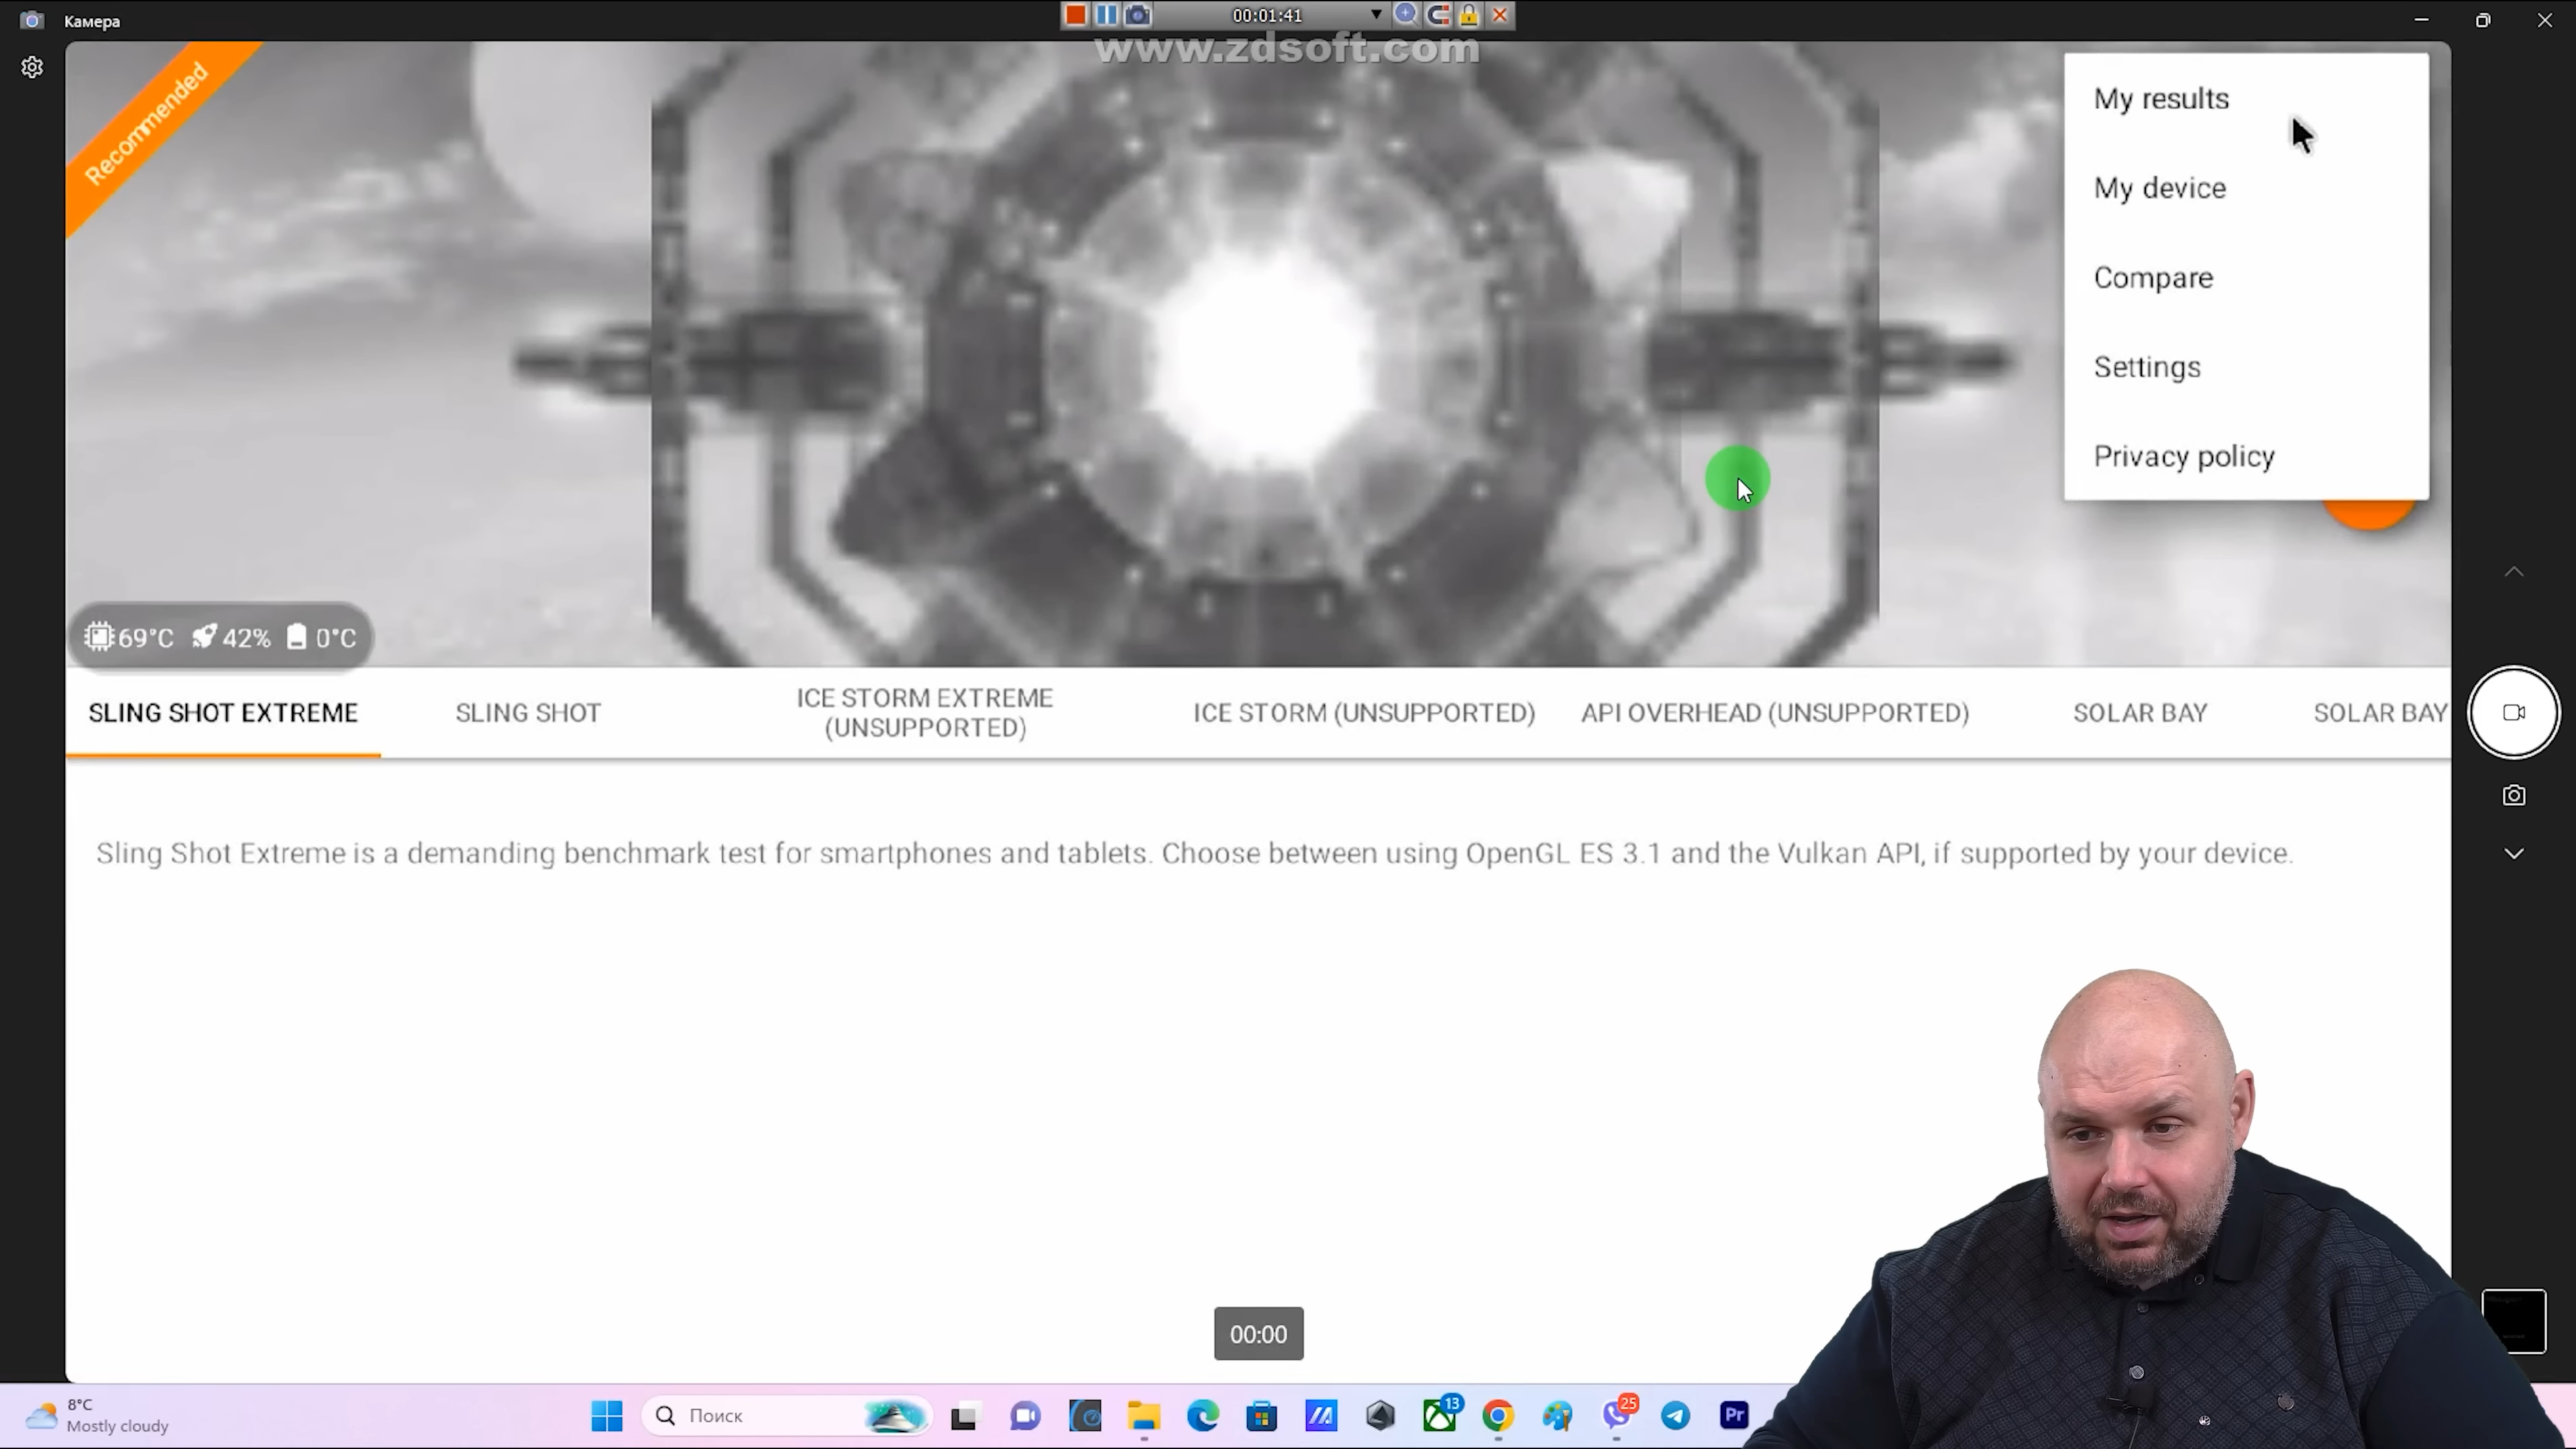 Камера
00:01:41
www.zdsoft.com
Recommended
My results
My device
Compare
Settings
Privacy policy
69°C 42% 0°C
SLING SHOT EXTREME
SLING SHOT
ICE STORM EXTREME
(UNSUPPORTED)
ICE STORM (UNSUPPORTED)
API OVERHEAD (UNSUPPORTED)
SOLAR BAY
SOLAR BAY
Sling Shot Extreme is a demanding benchmark test for smartphones and tablets. Choose between using OpenGL ES 3.1 and the Vulkan API, if supported by your device.
00:00
8°C
Mostly cloudy
Поиск
13
25
Pr